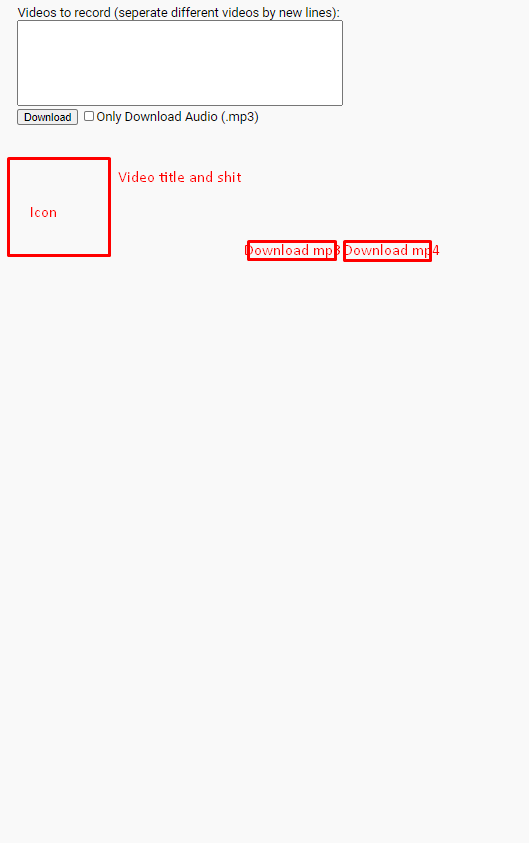 Videos to record (seperate different videos by new lines):
Download Only Download Audio (.mp3)
Video title and shit
Icon
Download mp3 Download mp4